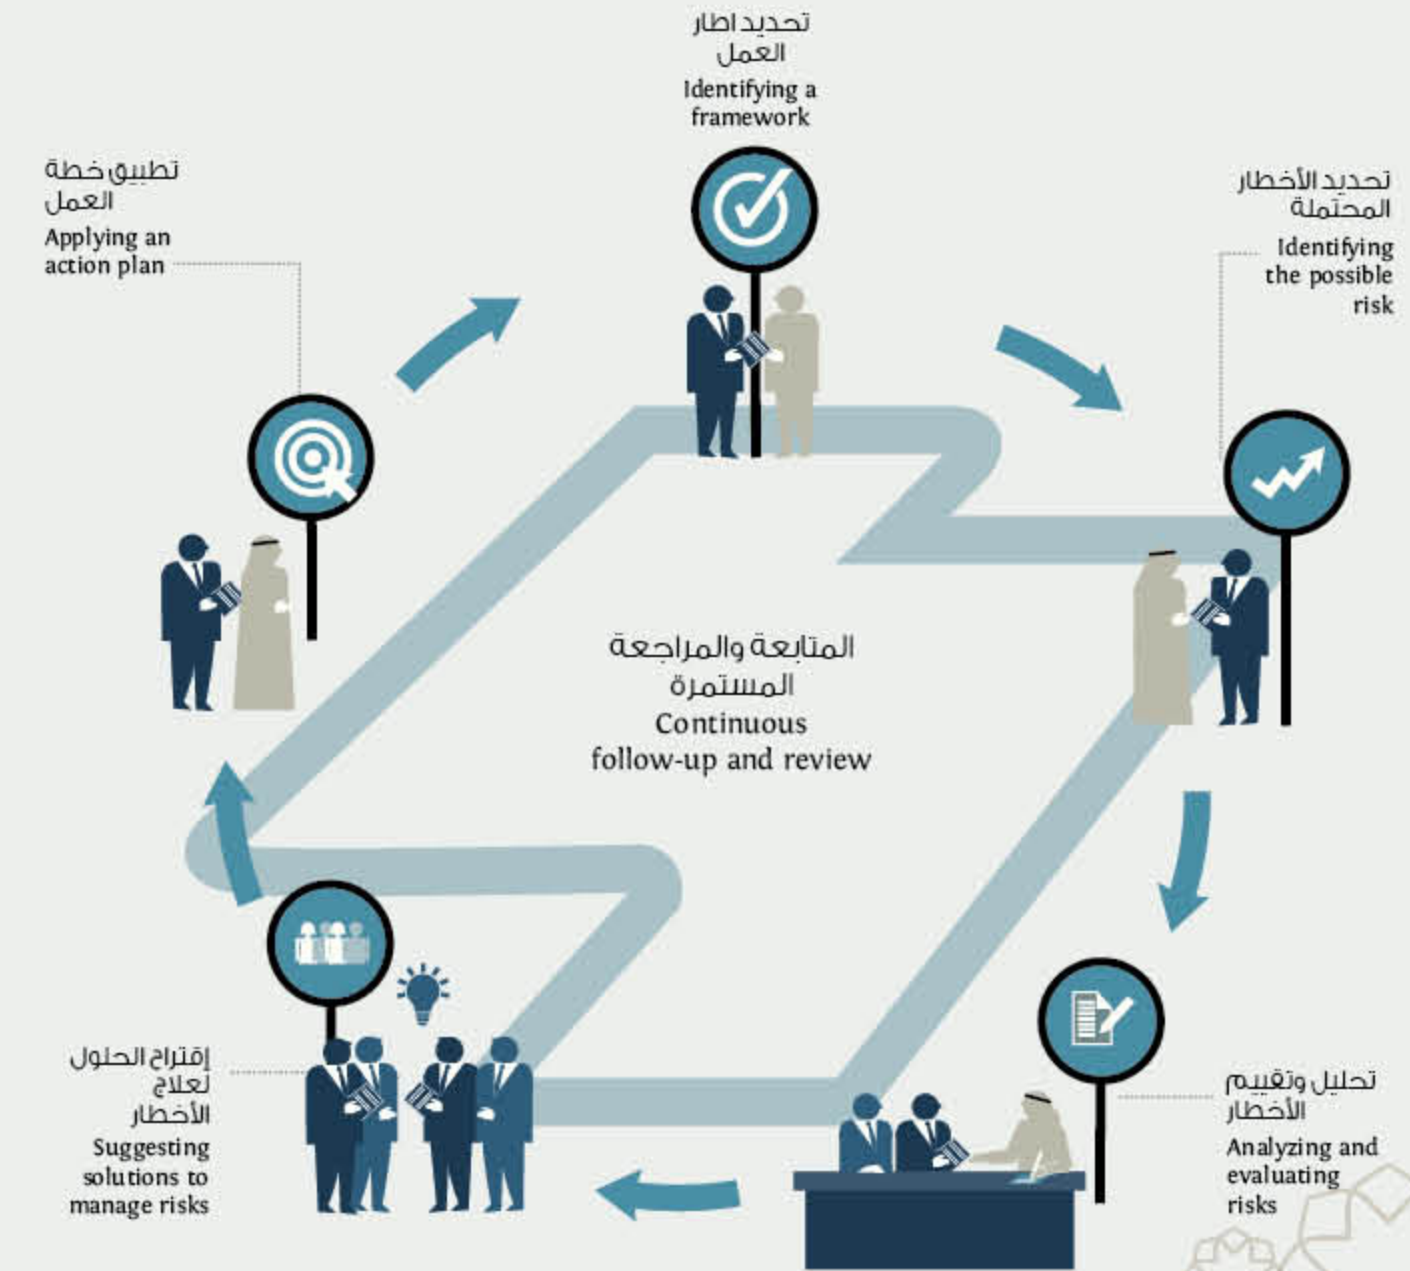 تحديد اطار
العمل
Identifying a
framework
تحديد الأخطار
المحتملة
Identifying
the possible
risk
تحليل وتقييم
الأخطار
Analyzing and
evaluating
risks
إقتراح الحلول
لعلاج
الأخطار
Suggesting
solutions to
manage risks
تطبيق خطة
العمل
Applying an
action plan
المتابعة والمراجعة
المستمرة
Continuous
follow-up and review